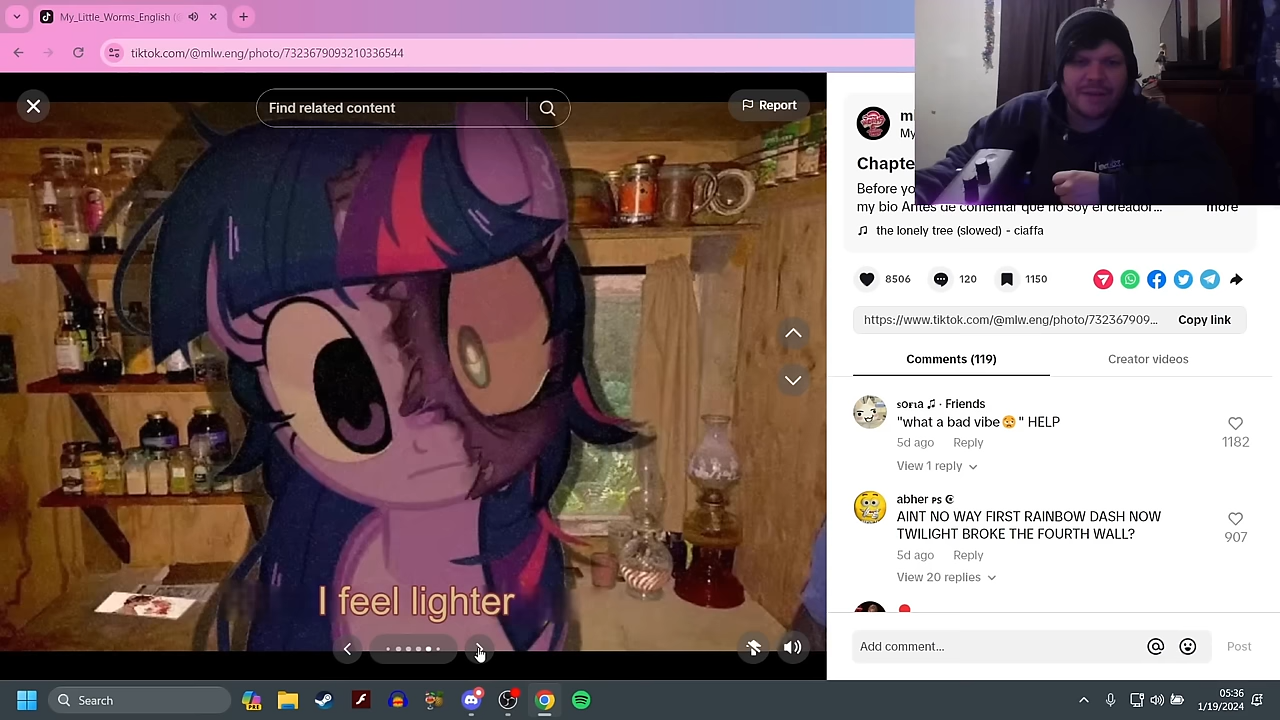 My_Little_Worms_English (
tiktok.com/@mlw.eng/photo/7323679093210336544
Find related content
Report
I feel lighter
m
My
Chapte
Before yo
my bio Antes de comentar que no soy el creador...
more
the lonely tree (slowed) - ciaffa
8506
120
1150
https://www.tiktok.com/@mlw.eng/photo/732367909...
Copy link
Comments (119)
Creator videos
sofia ♫ · Friends
"what a bad vibe😣" HELP
5d ago Reply
1182
View 1 reply
abher PS
AINT NO WAY FIRST RAINBOW DASH NOW
TWILIGHT BROKE THE FOURTH WALL?
907
5d ago Reply
View 20 replies
Add comment...
Post
Search
PRE
05:36
1/19/2024